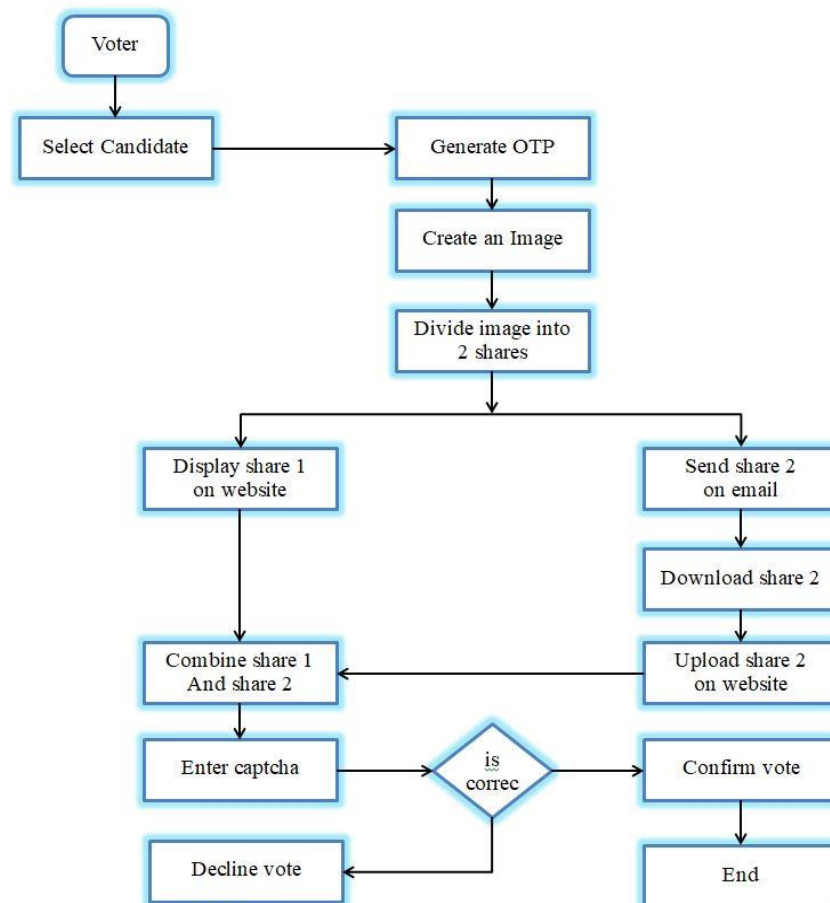 Voter
Select Candidate
Generate OTP
Create an Image
Divide image into
2 shares
Display share 1
on website
Send share 2
on email
Download share 2
Combine share 1
And share 2
Upload share 2
on website
Enter captcha
is
correc
Confirm vote
Decline vote
End